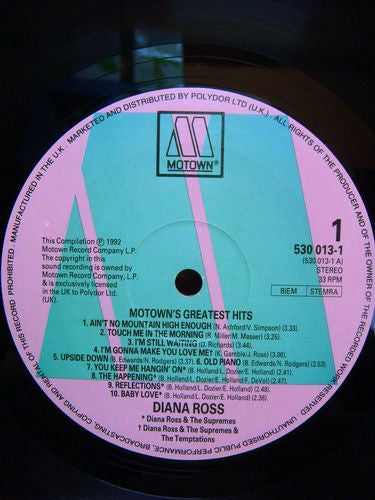 MANUFACTURED IN THE U.K. - MARKETED AND DISTRIBUTED BY POLYDOR LTD (U.K.) - ALL RIGHTS OF THE PRODUCER AND OF THE OWNER OF THE RECORDED WORK RESERVED. UNAUTHORISED PUBLIC PERFORMANCE, BROADCASTING, COPYING AND RENTAL OF THIS RECORD PROHIBITED.
MOTOWN®
1
530 013-1
(530 013-1 A)
STEREO
33 RPM
BIEM STEMRA
This Compilation ℗ 1992
Motown Record Company L.P.
The copyright in this
sound recording is owned by
Motown Record Company, L.P.
& is exclusively licensed
in the UK to Polydor Ltd.
(UK).
MOTOWN'S GREATEST HITS
1. AIN'T NO MOUNTAIN HIGH ENOUGH (N. Ashford/V. Simpson) (3.33).
2. TOUCH ME IN THE MORNING (R. Miller/M. Masser) (3.25).
3. I'M STILL WAITING (D. Richards) (3.44).
4. I'M GONNA MAKE YOU LOVE ME† (K. Gamble/J. Ross) (3.06).
5. UPSIDE DOWN (B Edwards/N. Rodgers) (3.37). 6. OLD PIANO (B. Edwards/N. Rodgers) (3.53).
7. YOU KEEP ME HANGIN' ON* (B. Holland/L. Dozier/E. Holland) (2.41).
8. THE HAPPENING* (B. Holland/L. Dozier/E. Holland/F. DeVol) (2.47).
9. REFLECTIONS* (B. Holland/L. Dozier/E. Holland) (2.49).
10. BABY LOVE* (B. Holland/L. Dozier/E. Holland) (2.36).
DIANA ROSS
* Diana Ross & The Supremes
† Diana Ross & The Supremes &
The Temptations